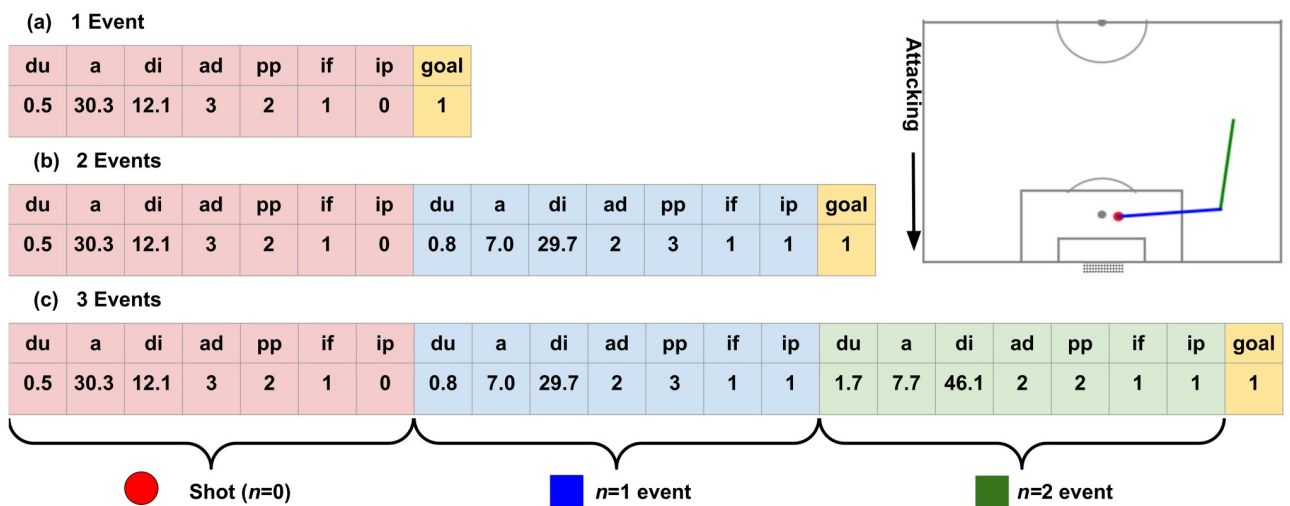 (a) 1 Event
du a di ad pp if ip goal
0.5 30.3 12.1 3 2 1 0 1
Attacking
(b) 2 Events
du a di ad pp if ip du a di ad pp if ip goal
0.5 30.3 12.1 3 2 1 0 0.8 7.0 29.7 2 3 1 1 1
(c) 3 Events
du a di ad pp if ip du a di ad pp if ip du a di ad pp if ip goal
0.5 30.3 12.1 3 2 1 0 0.8 7.0 29.7 2 3 1 1 1.7 7.7 46.1 2 2 1 1 1
Shot (n=0) n=1 event n=2 event